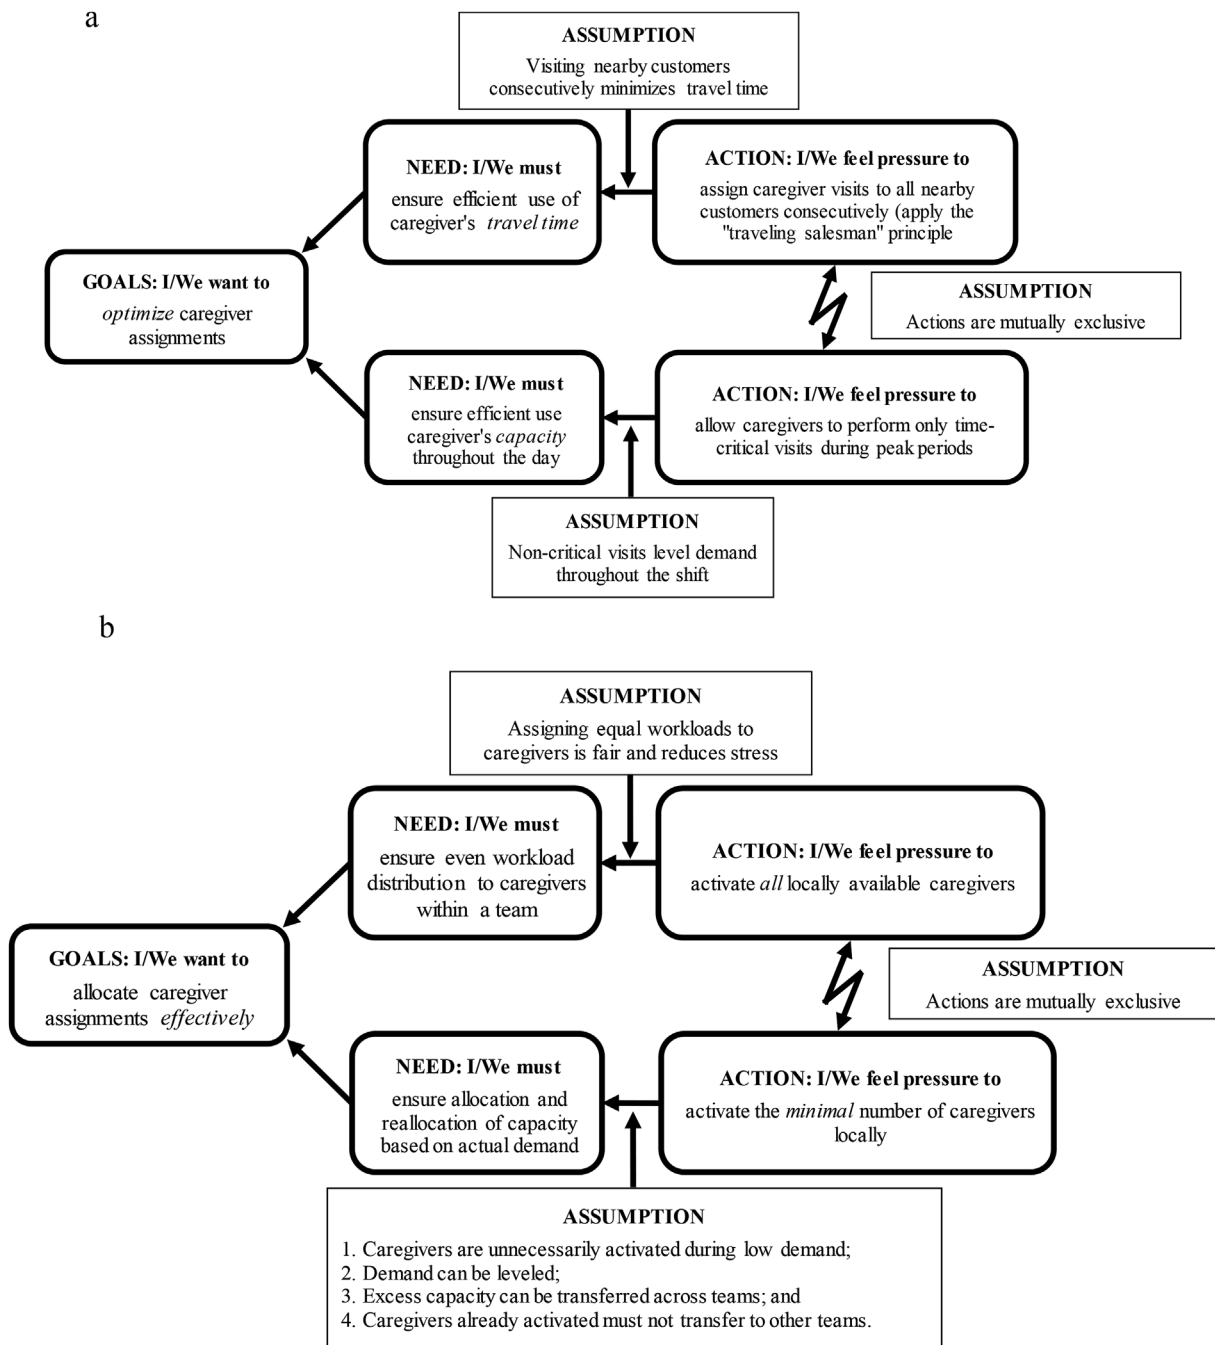 a
ASSUMPTION
Visiting nearby customers
consecutively minimizes travel time
NEED: I/We must
ensure efficient use of
caregiver's travel time
ACTION: I/We feel pressure to
assign caregiver visits to all nearby
customers consecutively (apply the
"traveling salesman" principle
GOALS: I/We want to
optimize caregiver
assignments
ASSUMPTION
Actions are mutually exclusive
NEED: I/We must
ensure efficient use
caregiver's capacity
throughout the day
ACTION: I/We feel pressure to
allow caregivers to perform only time-
critical visits during peak periods
ASSUMPTION
Non-critical visits level demand
throughout the shift
b
ASSUMPTION
Assigning equal workloads to
caregivers is fair and reduces stress
NEED: I/We must
ensure even workload
distribution to caregivers
within a team
ACTION: I/We feel pressure to
activate all locally available caregivers
GOALS: I/We want to
allocate caregiver
assignments effectively
ASSUMPTION
Actions are mutually exclusive
NEED: I/We must
ensure allocation and
reallocation of capacity
based on actual demand
ACTION: I/We feel pressure to
activate the minimal number of caregivers
locally
ASSUMPTION
1. Caregivers are unnecessarily activated during low demand;
2. Demand can be leveled;
3. Excess capacity can be transferred across teams; and
4. Caregivers already activated must not transfer to other teams.